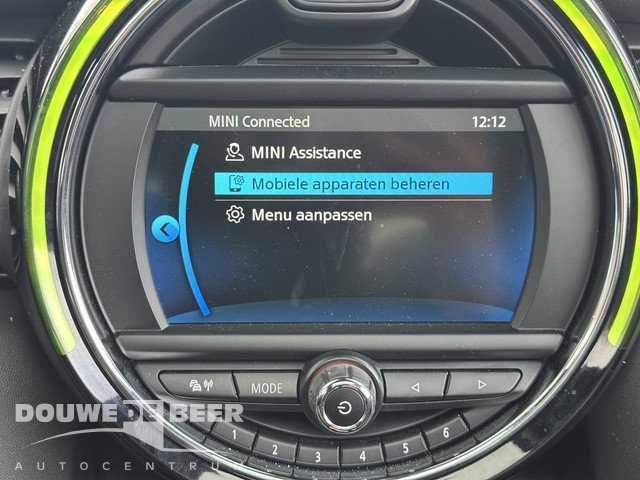 MINI Connected 12:12
MINI Assistance
Mobiele apparaten beheren
Menu aanpassen
MODE
1 2 3 4 5 6
DOUWE DE BEER
AUTOCENTRUM